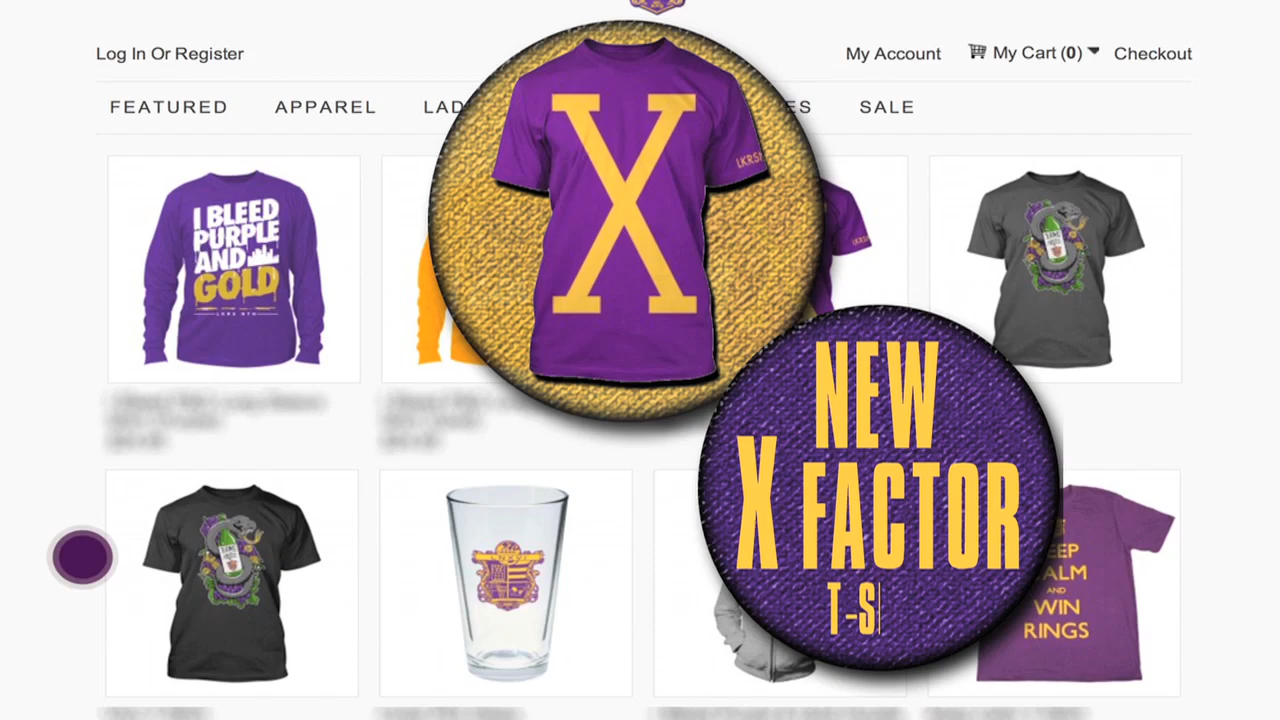 Log In Or Register
My Account
My Cart (0)
Checkout
FEATURED
APPAREL
LAD
ES
SALE
X
LKRS
I BLEED
PURPLE
AND
GOLD
NEW
X FACTOR
T-S
EEP
ALM
AND
WIN
RINGS